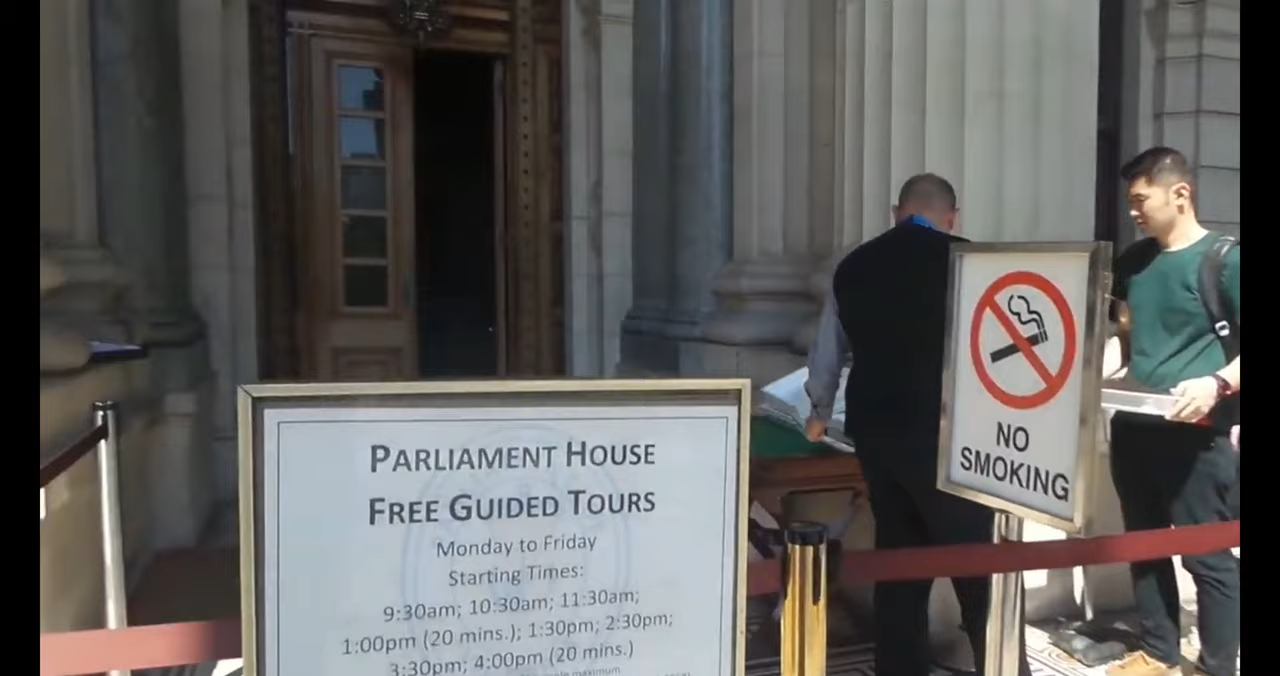 PARLIAMENT HOUSE
FREE GUIDED TOURS
Monday to Friday
Starting Times:
9:30am; 10:30am; 11:30am;
1:00pm (20 mins.); 1:30pm; 2:30pm;
3:30pm; 4:00pm (20 mins.)
maximum
NO
SMOKING